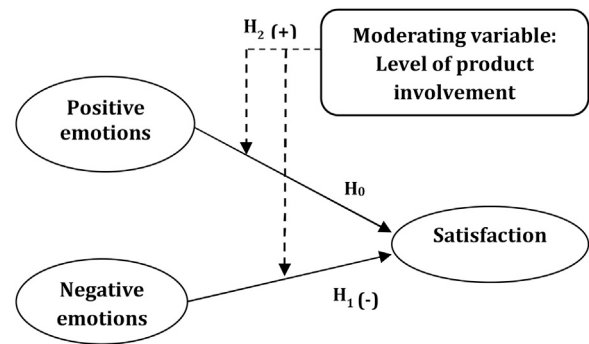 H2 (+)
Moderating variable:
Level of product
involvement
Positive
emotions
H0
Satisfaction
Negative
emotions
H1 (-)